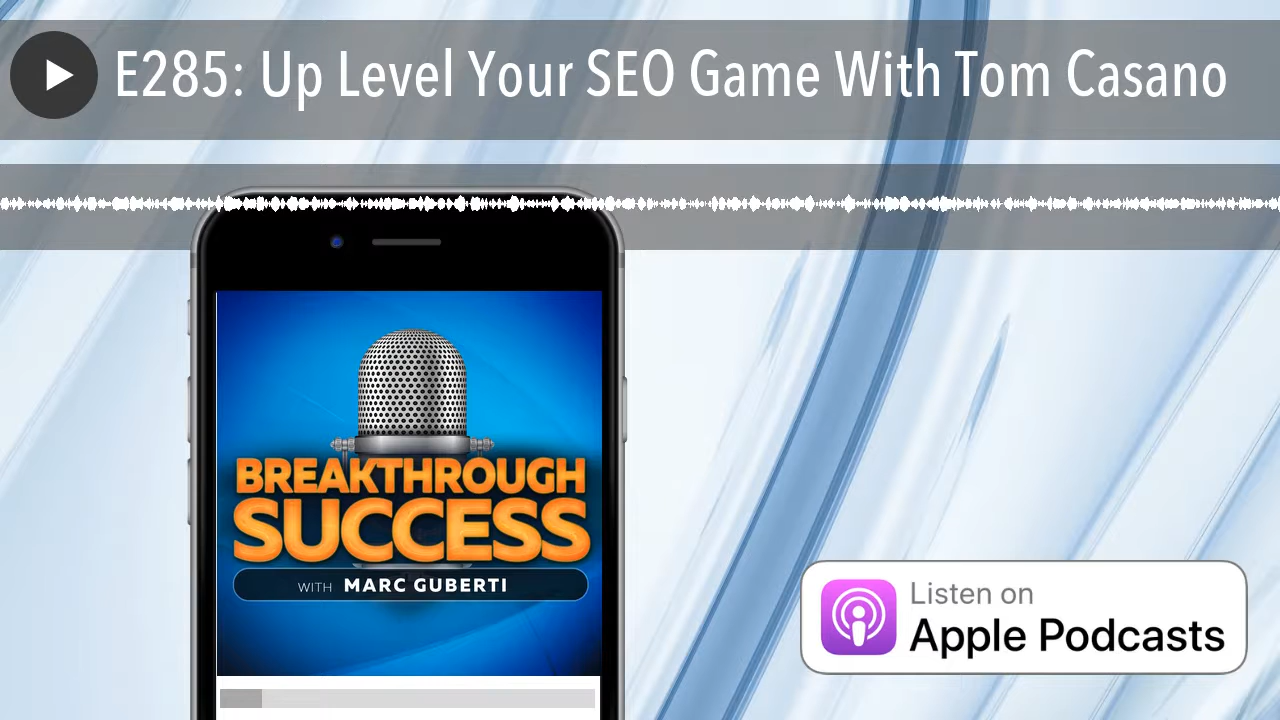 E285: Up Level Your SEO Game With Tom Casano
BREAKTHROUGH
SUCCESS
WITH MARC GUBERTI
Listen on
Apple Podcasts